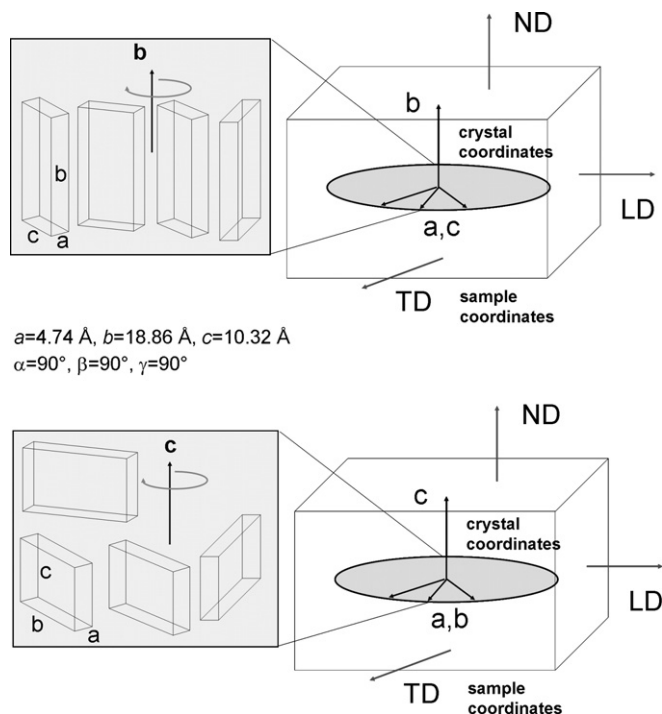 ND
b
b
crystal
coordinates
b
LD
c
a
a,c
TD
sample
coordinates
a=4.74 Å, b=18.86 Å, c=10.32 Å
α=90°, β=90°, γ=90°
ND
c
c
crystal
coordinates
c
LD
b
a
a,b
TD
sample
coordinates